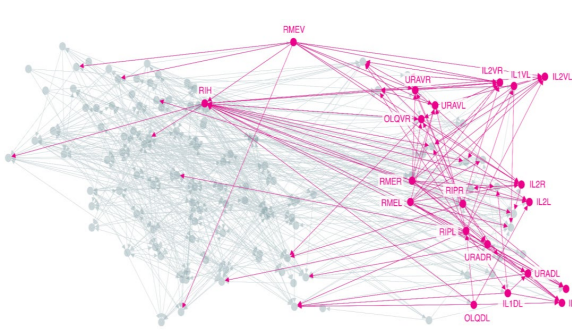 RMEV
IL2VR
IL1VL
IL2VL
URAVR
RIH
URAVL
OLQVR
RMER
RIPR
IL2R
RMEL
IL2L
RIPL
URADR
URADL
IL1DL
OLQDL